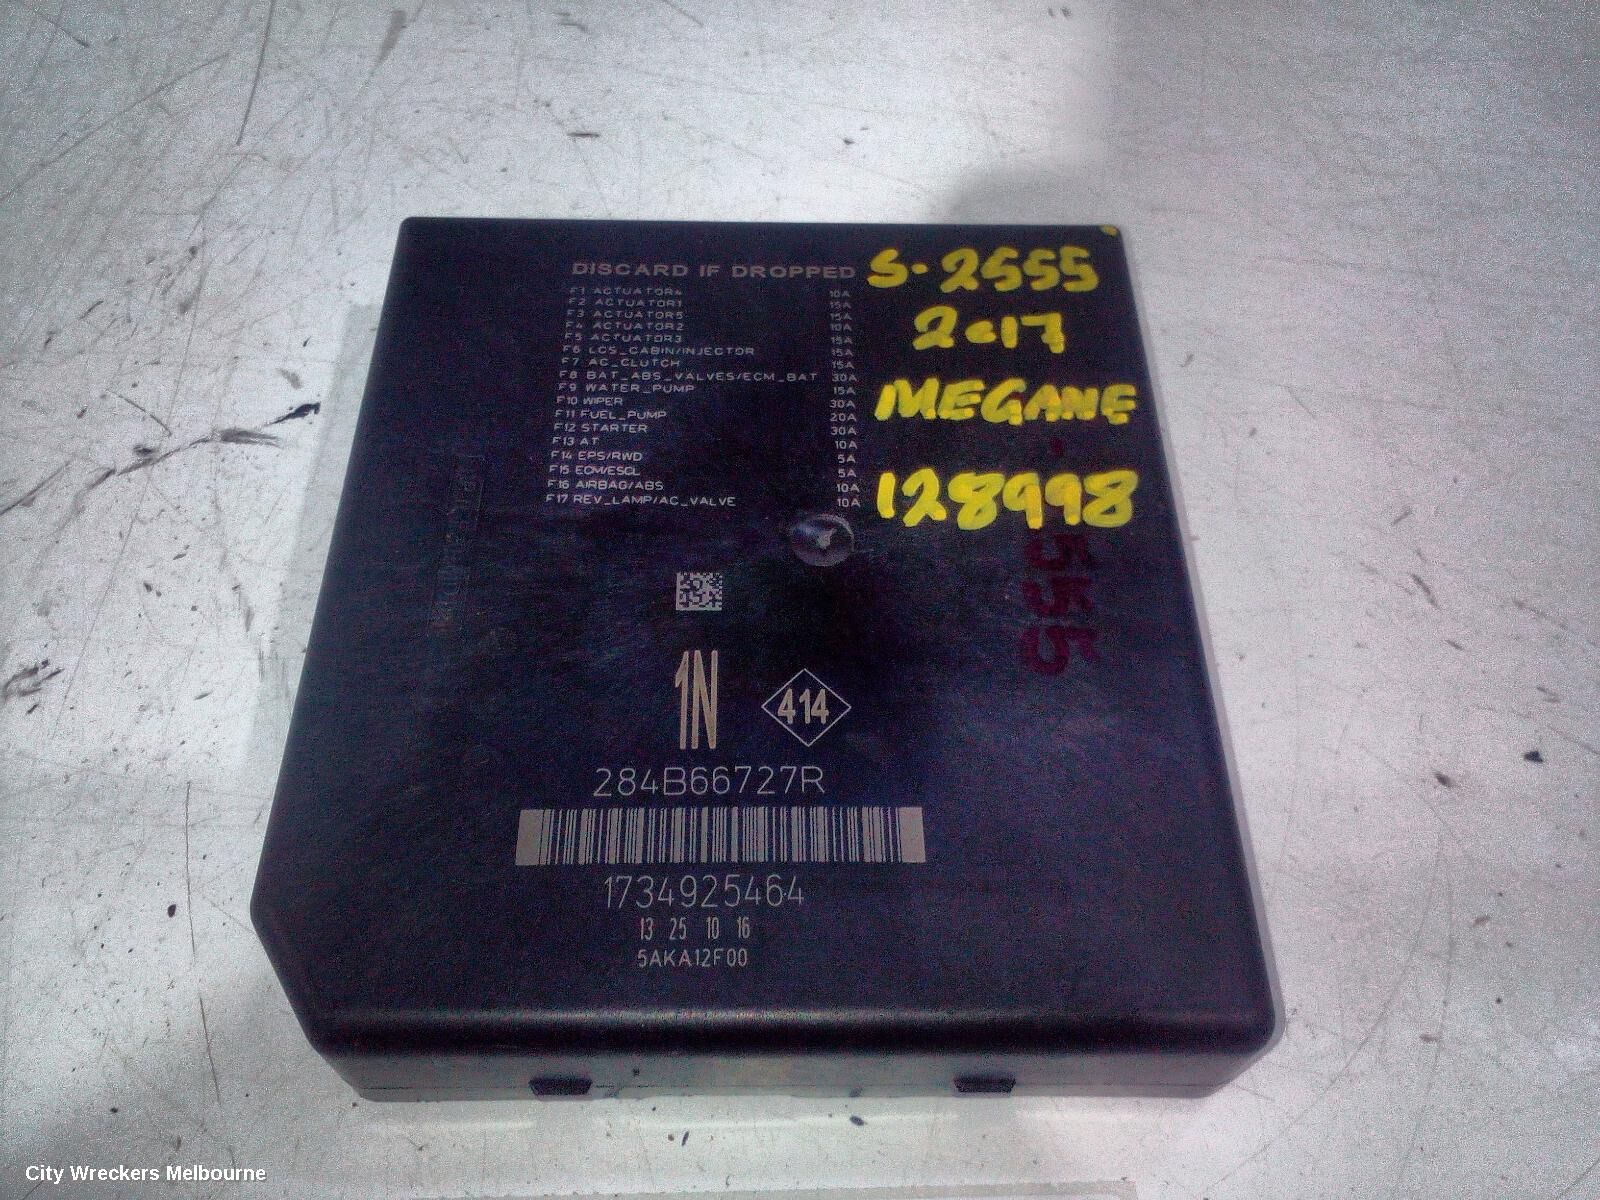 DISCARD IF DROPPED
F1 ACTUATOR4 10A
F2 ACTUATOR1 15A
F3 ACTUATOR5 15A
F4 ACTUATOR2 10A
F5 ACTUATOR3 15A
F6 LCS_CABIN/INJECTOR 15A
F7 AC_CLUTCH 15A
F8 BAT_ABS_VALVES/ECM_BAT 30A
F9 WATER_PUMP 15A
F10 WIPER 30A
F11 FUEL_PUMP 20A
F12 STARTER 30A
F13 AT 10A
F14 EPS/RWD 5A
F15 ECM/ESCL 5A
F16 AIRBAG/ABS 10A
F17 REV_LAMP/AC_VALVE 10A
S-2555
2017
MEGANE
128998
555
1N
414
284B66727R
1734925464
13 25 10 16
5AKA12F00
City Wreckers Melbourne